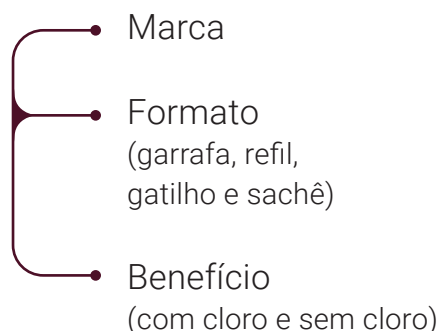 Marca
Formato
(garrafa, refil,
gatilho e sachê)
Benefício
(com cloro e sem cloro)